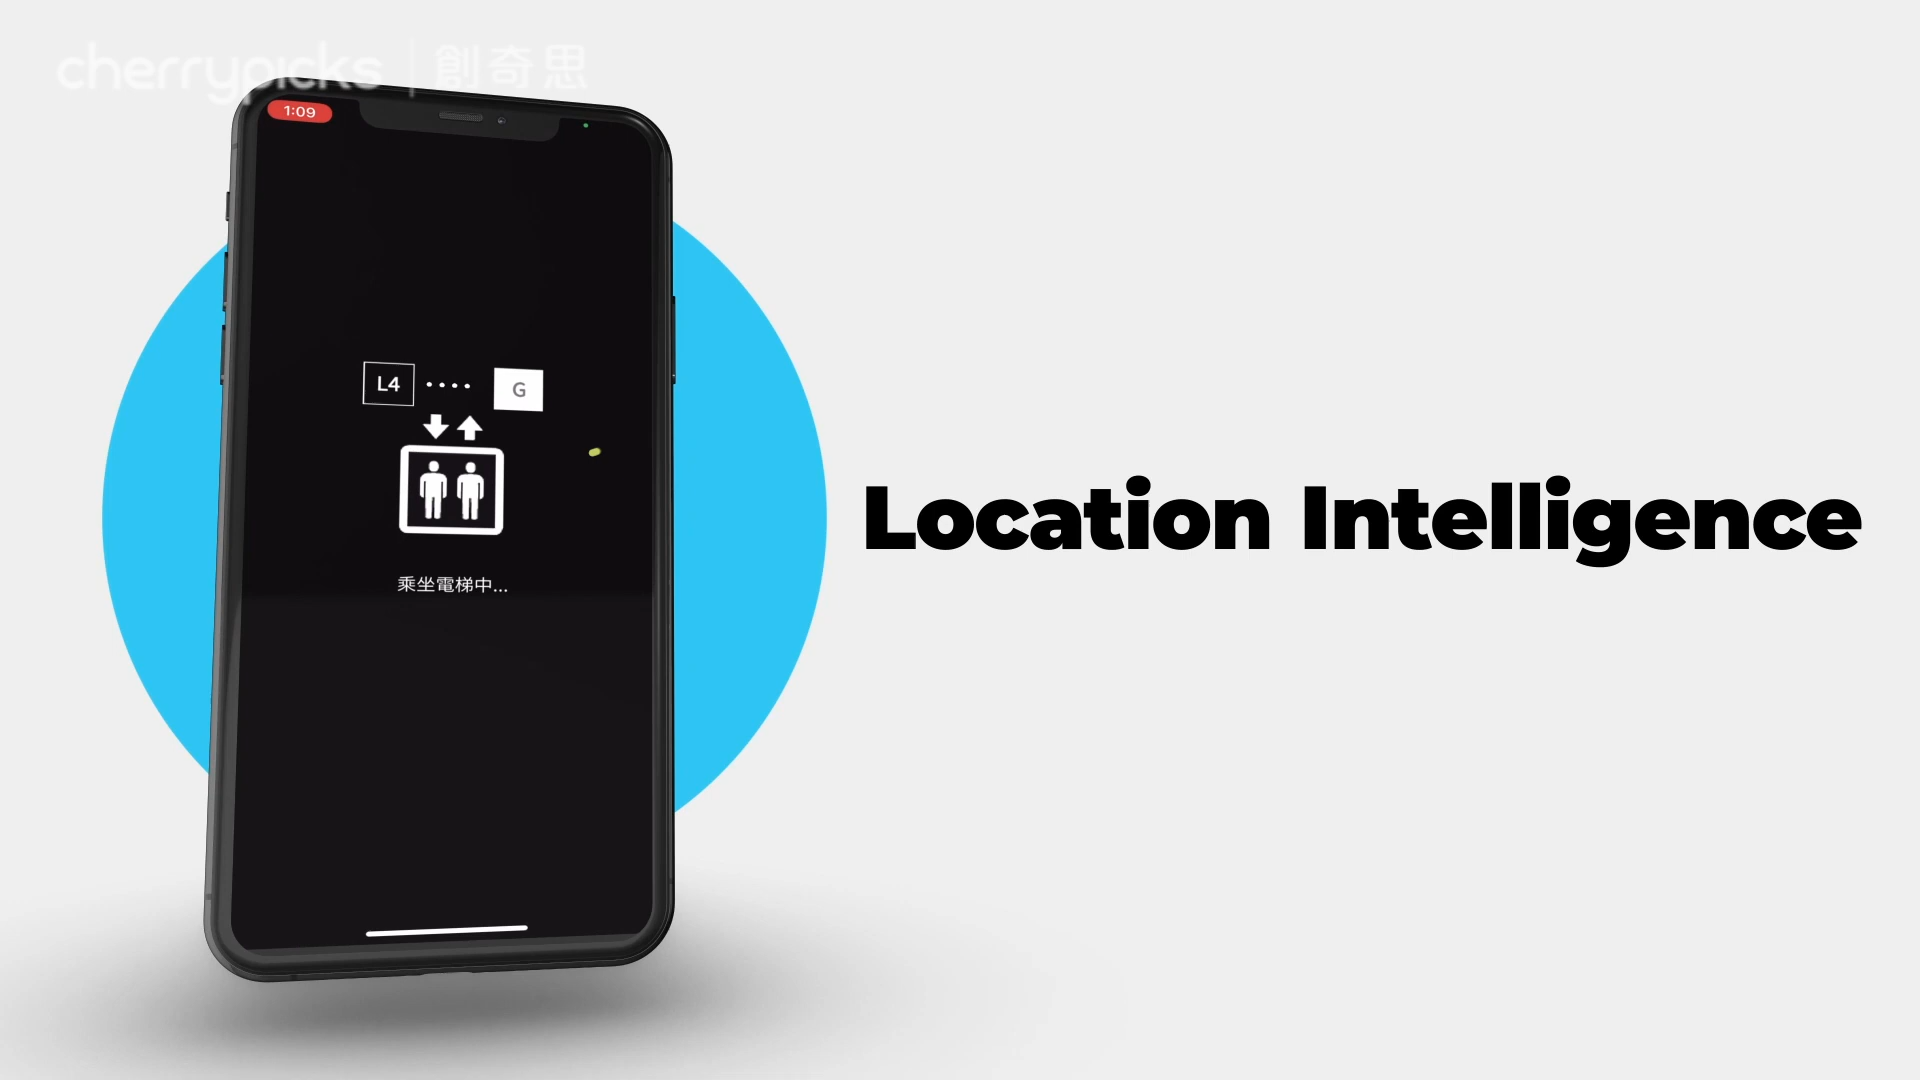 cherrypicks | 創奇思
1:09
L4 .... G
乘坐電梯中...
Location Intelligence